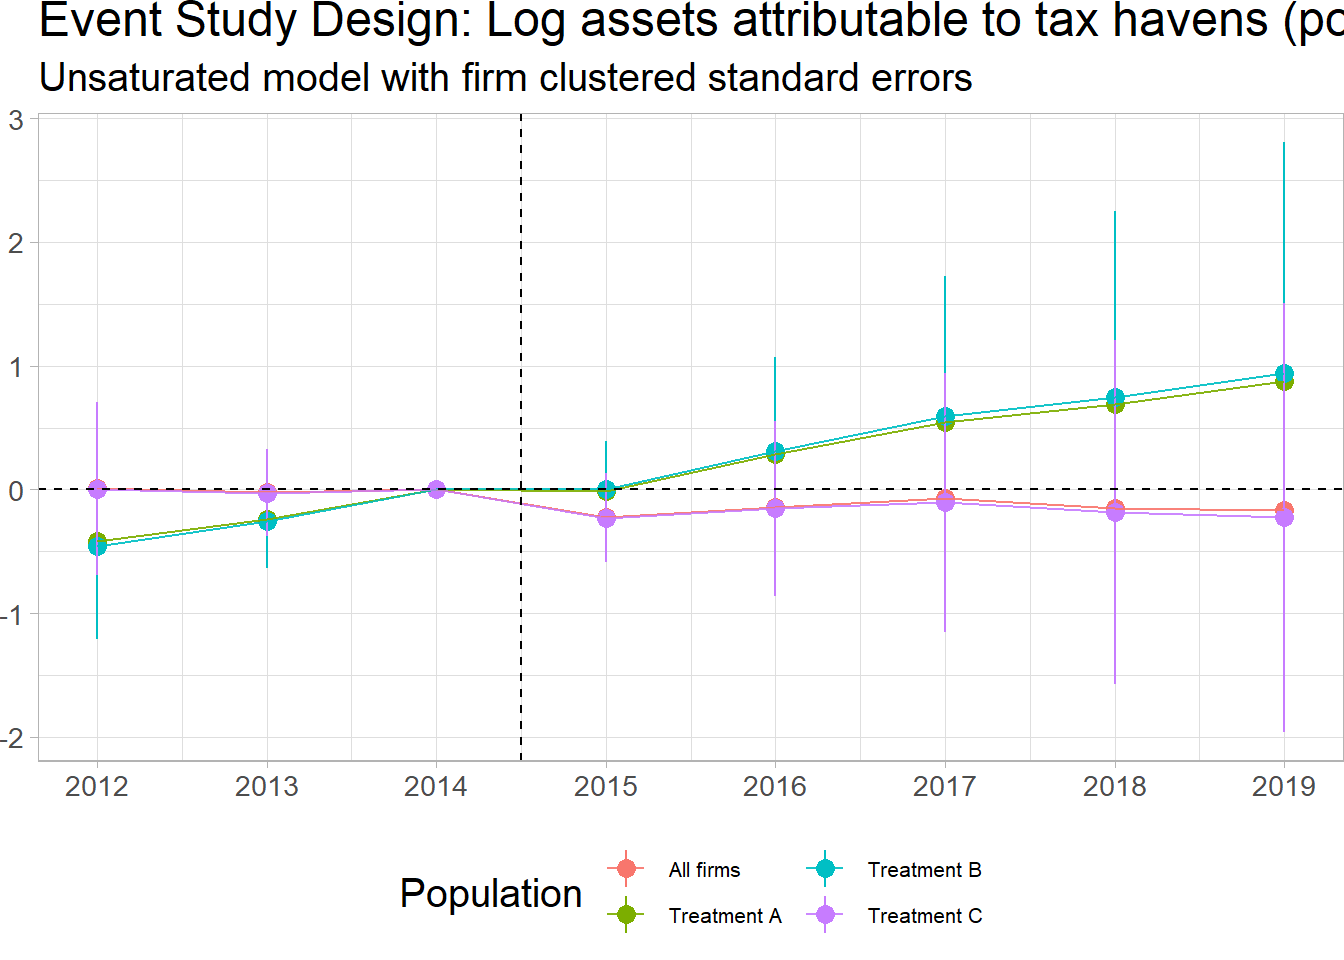 Event Study Design: Log assets attributable to tax havens (po
Unsaturated model with firm clustered standard errors
3
2
1
0
-1
-2
2012 2013 2014 2015 2016 2017 2018 2019
Population
All firms
Treatment A
Treatment B
Treatment C